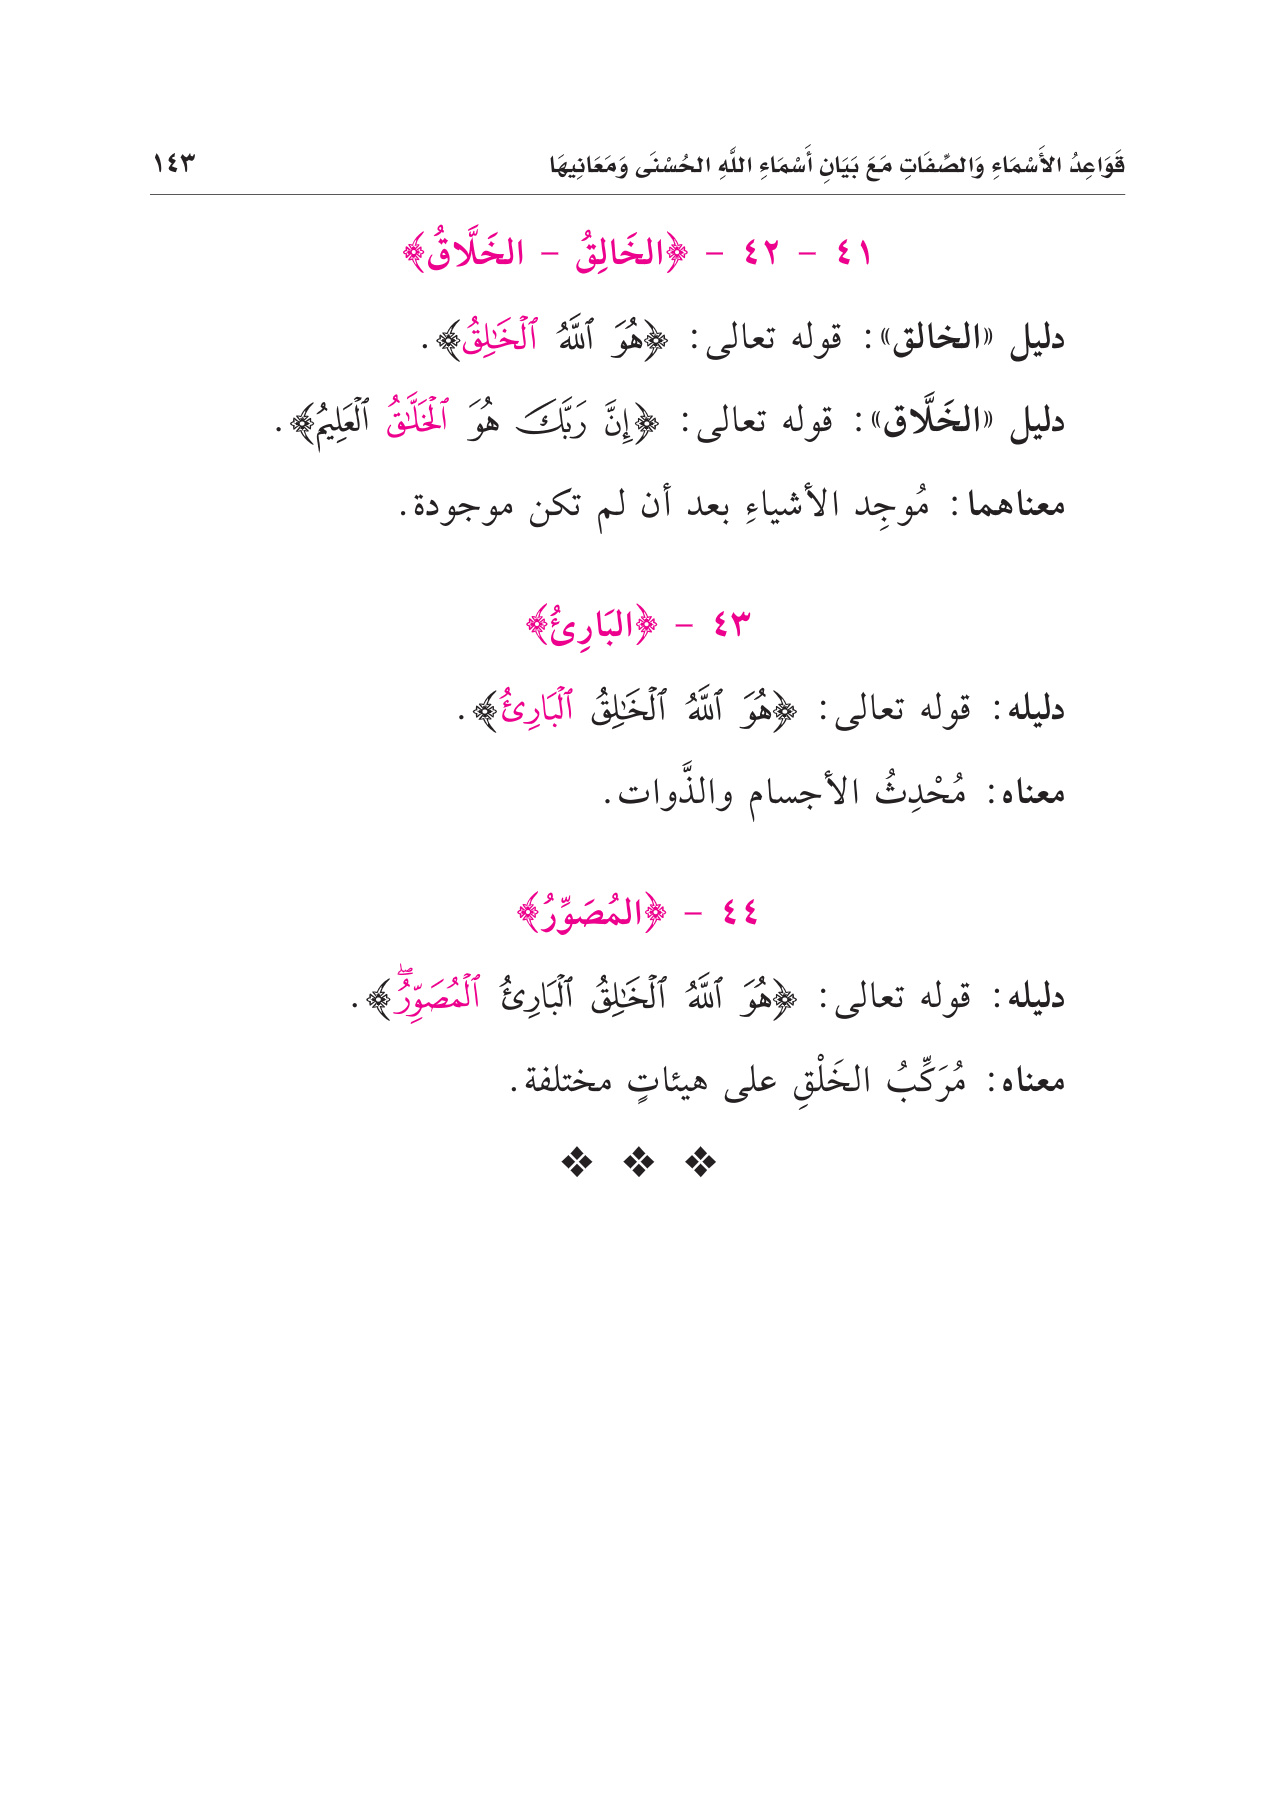 قَوَاعِدُ الأَسْمَاءِ وَالصِّفَاتِ مَعَ بَيَانِ أَسْمَاءِ اللَّهِ الحُسْنَى وَمَعَانِيهَا ١٤٣
٤١ - ٤٢ - ﴿الخَالِقُ - الخَلَّاقُ﴾
دليل «الخالق»: قوله تعالى: ﴿هُوَ ٱللَّهُ ٱلْخَٰلِقُ﴾.
دليل «الخَلَّاق»: قوله تعالى: ﴿إِنَّ رَبَّكَ هُوَ ٱلْخَلَّٰقُ ٱلْعَلِيمُ﴾.
معناهما: مُوجِد الأشياءِ بعد أن لم تكن موجودة.
٤٣ - ﴿البَارِئُ﴾
دليله: قوله تعالى: ﴿هُوَ ٱللَّهُ ٱلْخَٰلِقُ ٱلْبَارِئُ﴾.
معناه: مُحْدِثُ الأجسام والذَّوات.
٤٤ - ﴿المُصَوِّرُ﴾
دليله: قوله تعالى: ﴿هُوَ ٱللَّهُ ٱلْخَٰلِقُ ٱلْبَارِئُ ٱلْمُصَوِّرُۖ﴾.
معناه: مُرَكِّبُ الخَلْقِ على هيئاتٍ مختلفة.